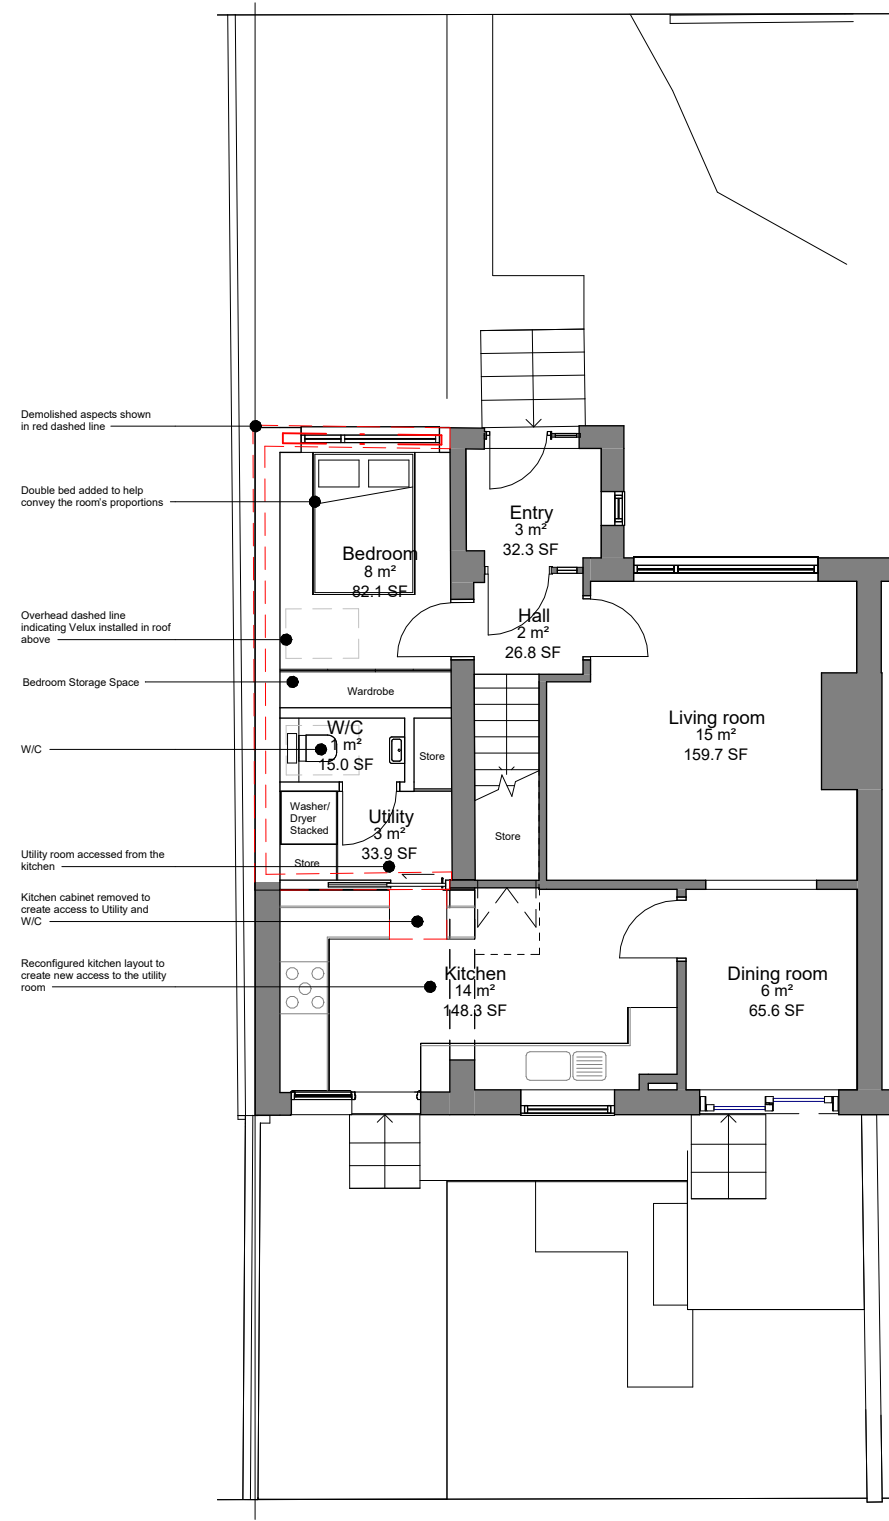 Demolished aspects shown
in red dashed line
Double bed added to help
convey the room's proportions
Overhead dashed line
indicating Velux installed in roof
above
Bedroom Storage Space
W/C
Utility room accessed from the
kitchen
Kitchen cabinet removed to
create access to Utility and
W/C
Reconfigured kitchen layout to
create new access to the utility
room
Entry
3 m²
32.3 SF
Bedroom
8 m²
82.1 SF
Hall
2 m²
26.8 SF
Wardrobe
Living room
15 m²
159.7 SF
W/C
1 m²
15.0 SF
Store
Washer/
Dryer
Stacked
Utility
3 m²
33.9 SF
Store
Store
Kitchen
14 m²
148.3 SF
Dining room
6 m²
65.6 SF